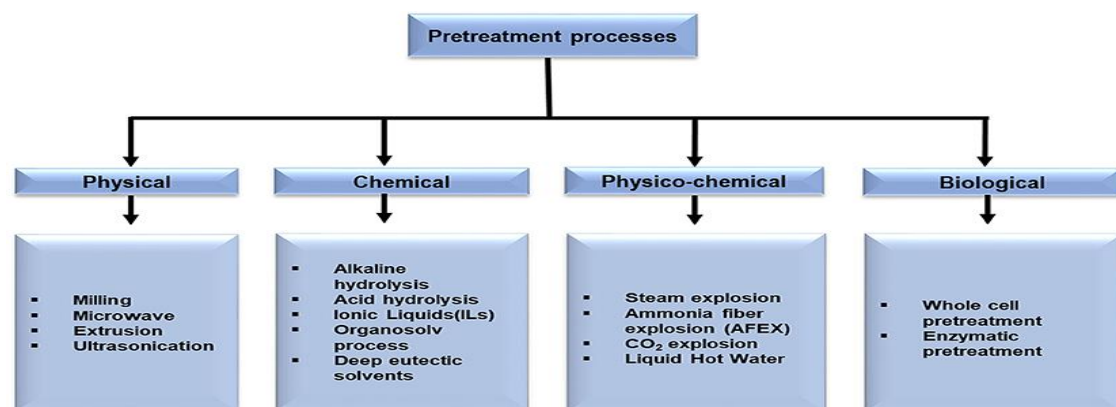 Pretreatment processes
Physical
Chemical
Physico-chemical
Biological
▪ Milling
▪ Microwave
▪ Extrusion
▪ Ultrasonication
▪ Alkaline
hydrolysis
▪ Acid hydrolysis
▪ Ionic Liquids(ILs)
▪ Organosolv
process
▪ Deep eutectic
solvents
▪ Steam explosion
▪ Ammonia fiber
explosion (AFEX)
▪ CO₂ explosion
▪ Liquid Hot Water
▪ Whole cell
pretreatment
▪ Enzymatic
pretreatment